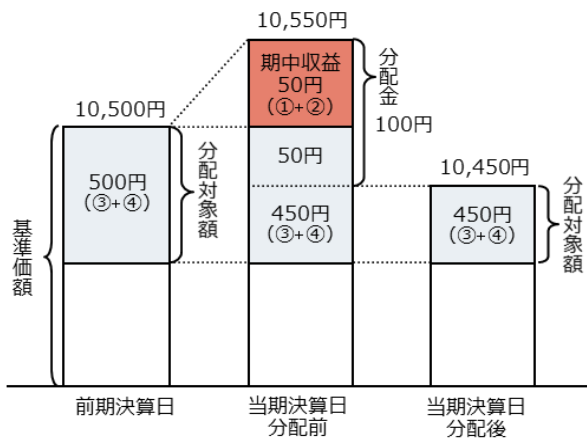 10,550円
期中収益
50円
(①+②)
分配金
100円
10,500円
500円
(③+④)
分配対象額
50円
450円
(③+④)
10,450円
450円
(③+④)
分配対象額
基準価額
前期決算日
当期決算日
分配前
当期決算日
分配後